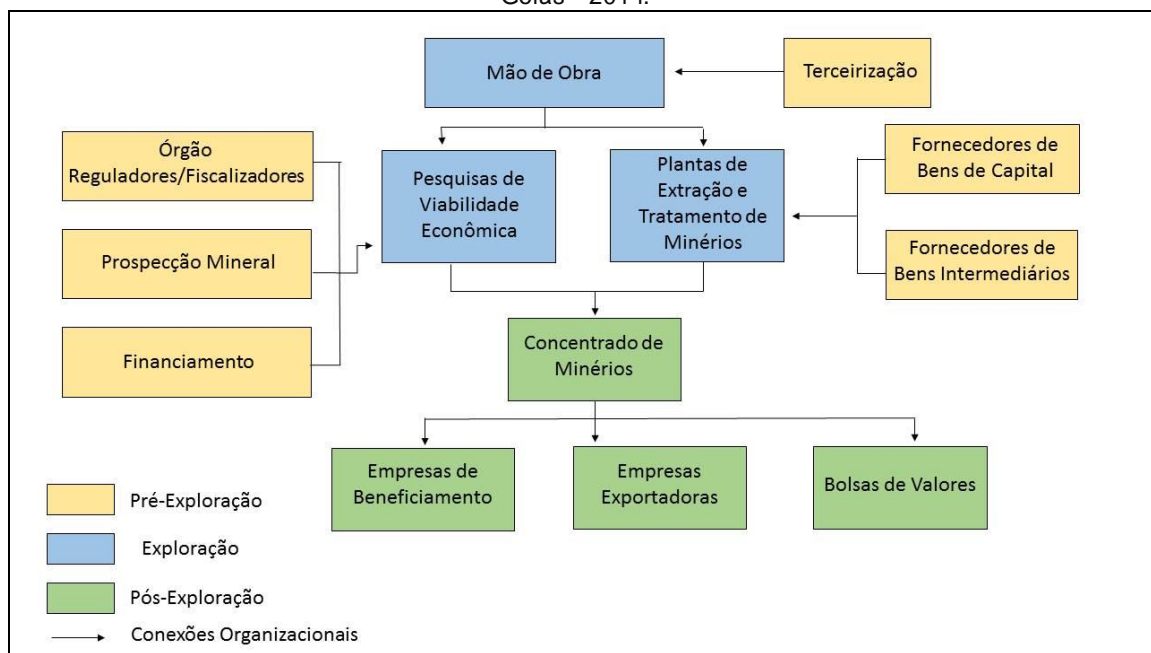 Mão de Obra
Terceirização
Órgão
Reguladores/Fiscalizadores
Prospecção Mineral
Financiamento
Pesquisas de
Viabilidade
Econômica
Plantas de
Extração e
Tratamento de
Minérios
Fornecedores de
Bens de Capital
Fornecedores de
Bens Intermediários
Concentrado de
Minérios
Empresas de
Beneficiamento
Empresas
Exportadoras
Bolsas de Valores
Pré-Exploração
Exploração
Pós-Exploração
Conexões Organizacionais